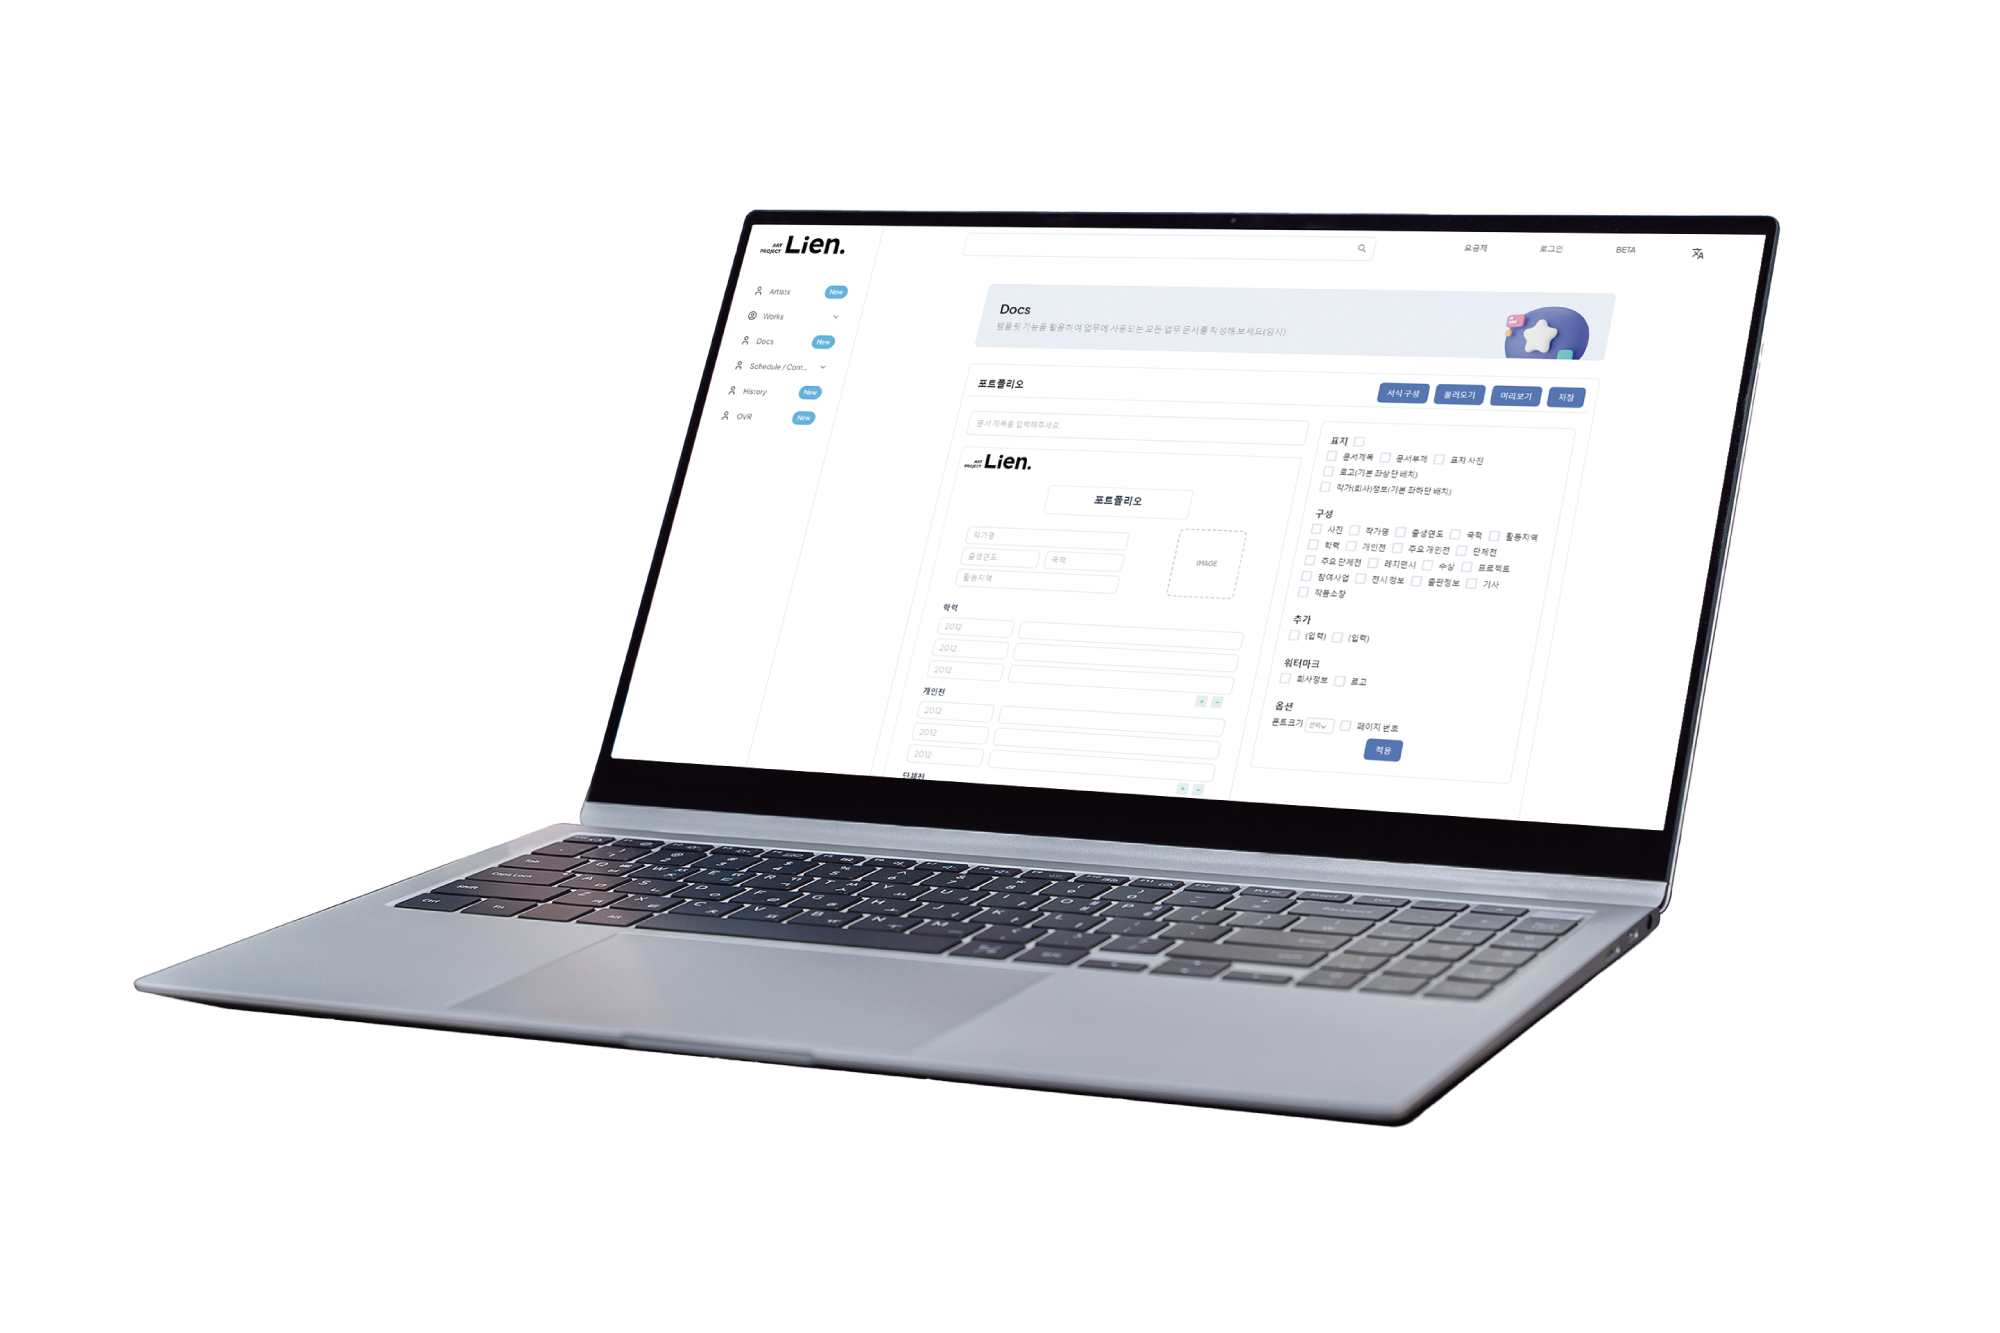 ART PROJECT Lien.
요금제 로그인 BETA
Artists New
Works
Docs New
Schedule / Cont...
History New
OVR New
Docs
템플릿 기능을 활용하여 업무에 사용되는 모든 업무 문서를 작성해 보세요(임시)
포트폴리오
서식 구성 불러오기 미리보기 저장
문서제목을 입력해주세요.
ART PROJECT Lien.
포트폴리오
작가명
출생연도 국적
활동지역
IMAGE
학력
2012
2012
2012
+ -
개인전
2012
2012
2012
+ -
단체전
표지
문서제목 문서부제 표지 사진
로고(기본 좌상단 배치)
작가(회사)정보(기본 좌하단 배치)
구성
사진 작가명 출생연도 국적 활동지역
학력 개인전 주요 개인전 단체전
주요 단체전 레지던시 수상 프로젝트
참여사업 전시정보 출판정보 기사
작품소장
추가
(입력) (입력)
워터마크
회사정보 로고
옵션
폰트크기 선택 페이지 번호
적용
Tab
Caps Lock
Shift
Ctrl Fn Alt